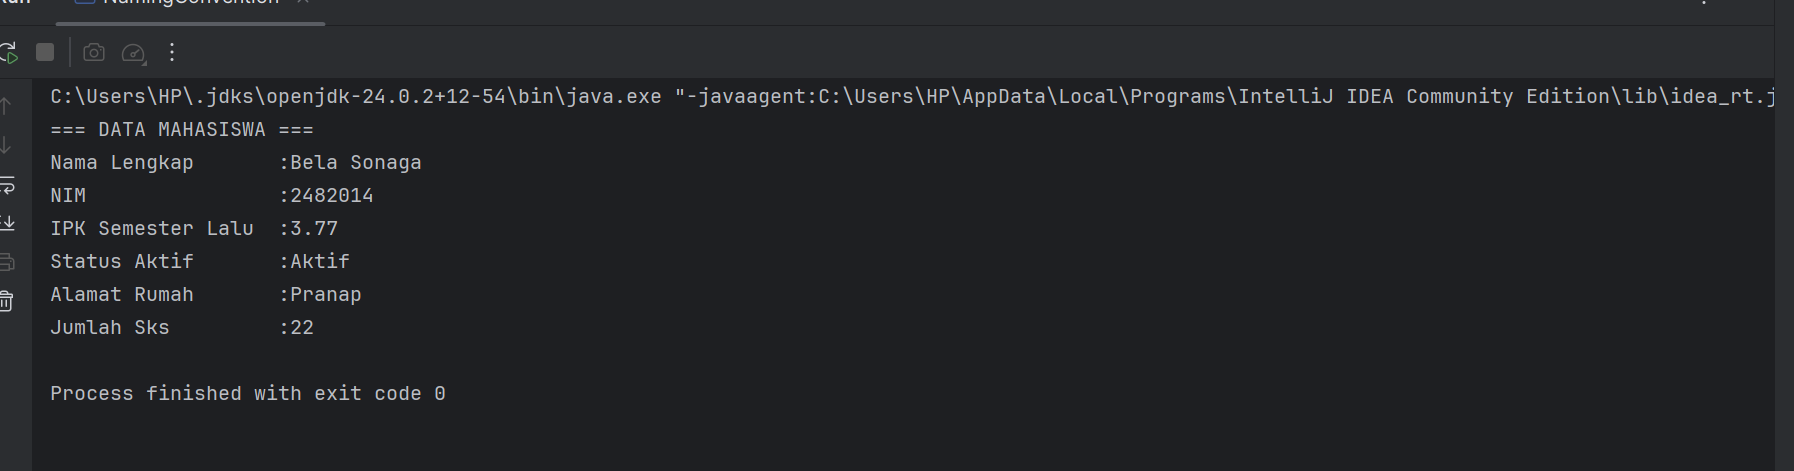 Run NamingConvention
C:\Users\HP\.jdks\openjdk-24.0.2+12-54\bin\java.exe "-javaagent:C:\Users\HP\AppData\Local\Programs\IntelliJ IDEA Community Edition\lib\idea_rt.j
=== DATA MAHASISWA ===
Nama Lengkap       :Bela Sonaga
NIM                :2482014
IPK Semester Lalu  :3.77
Status Aktif       :Aktif
Alamat Rumah       :Pranap
Jumlah Sks         :22
Process finished with exit code 0